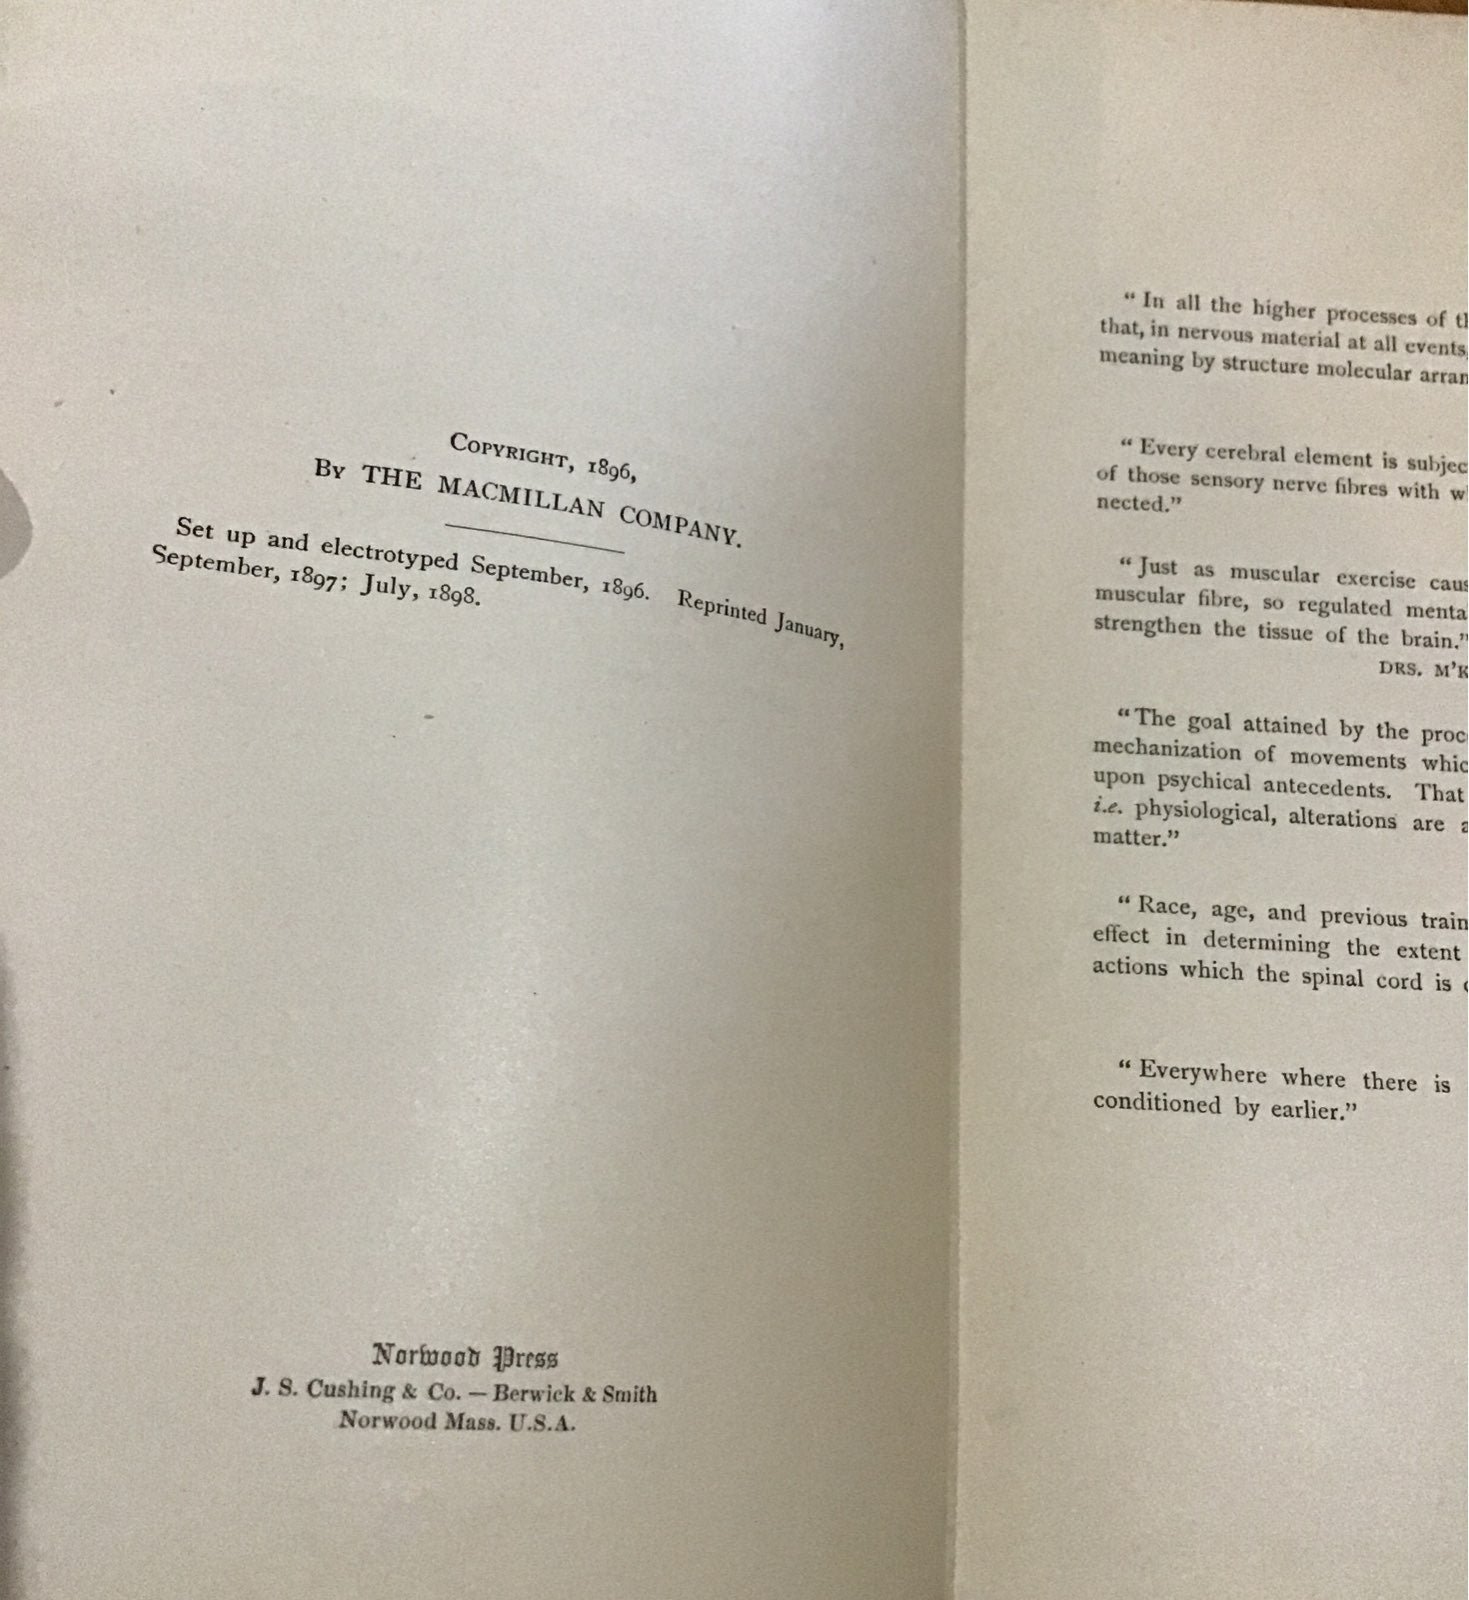 COPYRIGHT, 1896,
BY THE MACMILLAN COMPANY.
Set up and electrotyped September, 1896. Reprinted January,
September, 1897; July, 1898.
Norwood Press
J. S. Cushing & Co. — Berwick & Smith
Norwood Mass. U.S.A.
“In all the higher processes of
that, in nervous material at all events,
meaning by structure molecular
“Every cerebral element is
of those sensory nerve fibres with
nected.”
“Just as muscular exercise
muscular fibre, so regulated
strengthen the tissue of the brain.”
DRS.
“The goal attained by the
mechanization of movements
upon psychical antecedents. That
i.e. physiological, alterations are
matter.”
“Race, age, and previous
effect in determining the extent
actions which the spinal cord is
“Everywhere where there is
conditioned by earlier.”